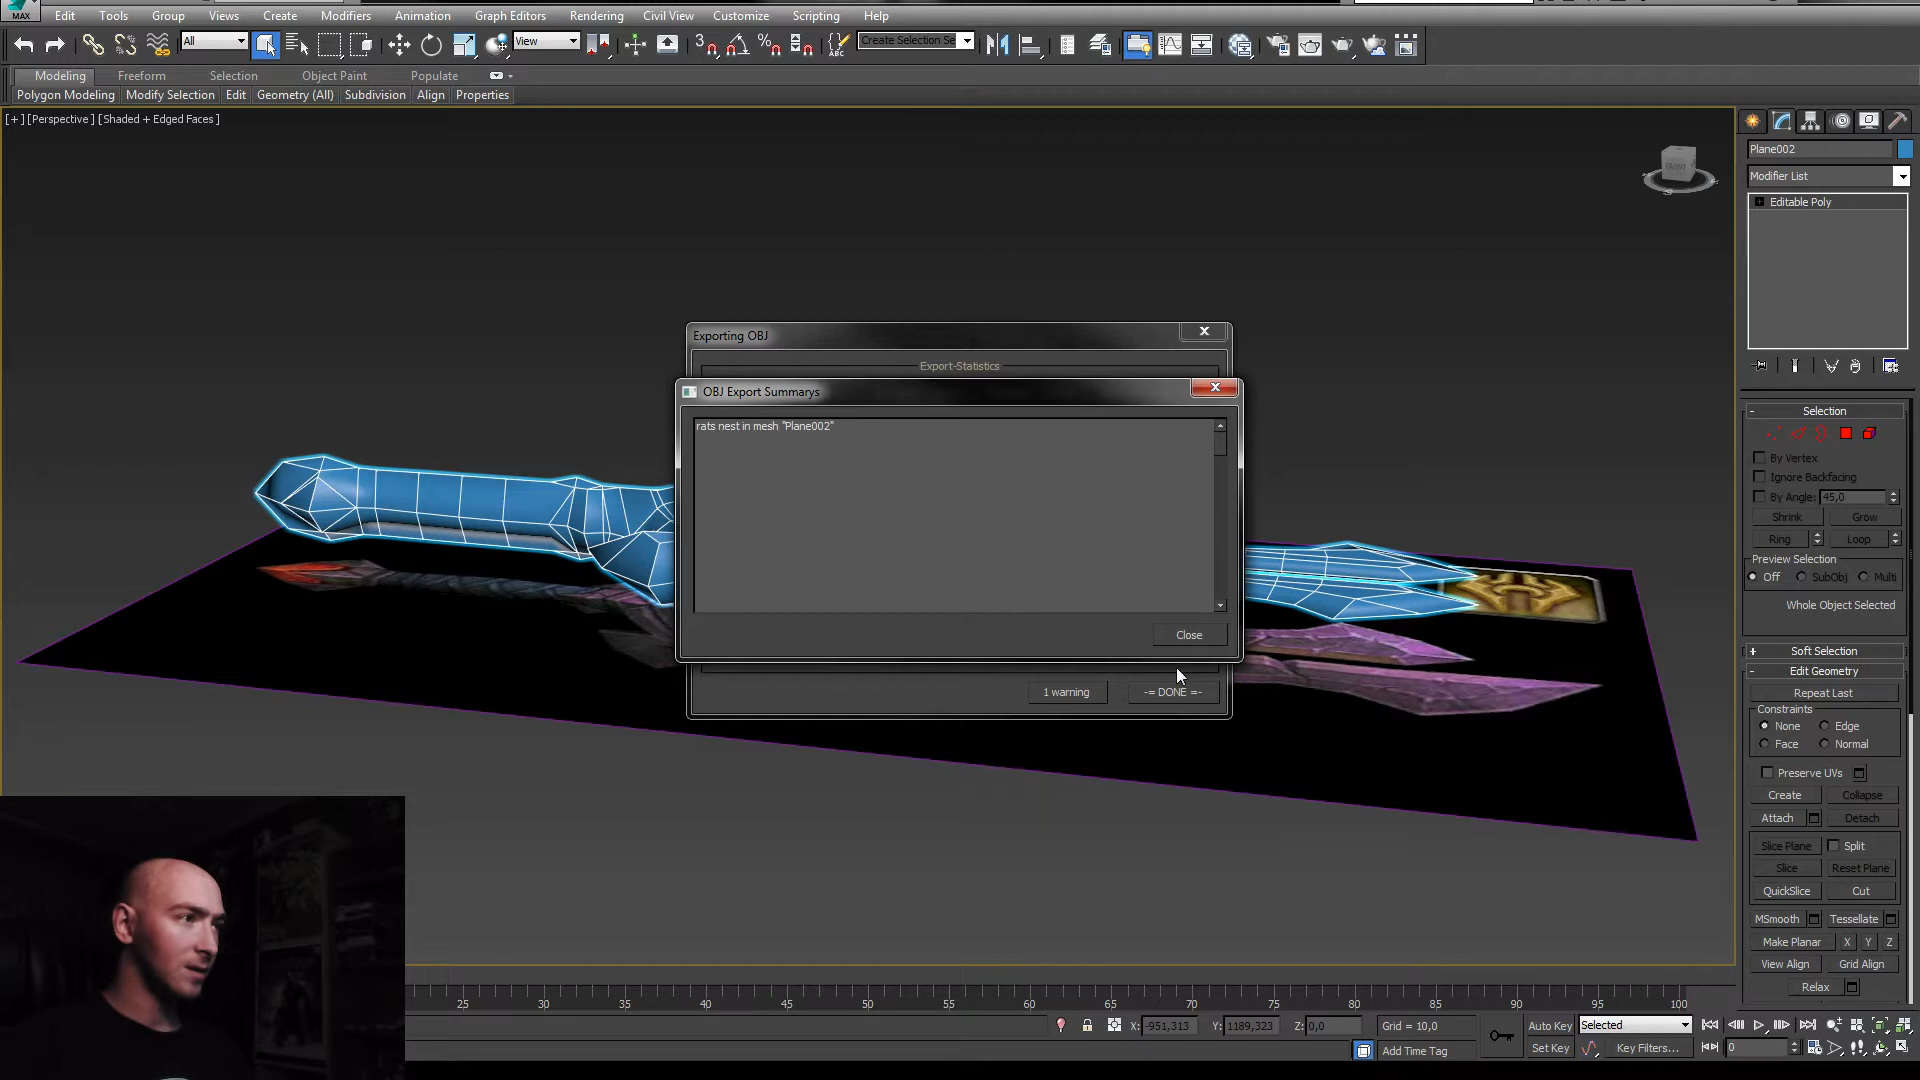 MAX
Edit Tools Group Views Create Modifiers Animation Graph Editors Rendering Civil View Customize Scripting Help
All View Create Selection Se
Modeling Freeform Selection Object Paint Populate
Polygon Modeling Modify Selection Edit Geometry (All) Subdivision Align Properties
[+] [Perspective] [Shaded + Edged Faces]
FRONT
Plane002
Modifier List
Editable Poly
Exporting OBJ
Export-Statistics
OBJ Export Summarys
rats nest in mesh "Plane002"
Close
1 warning -= DONE =-
Selection
By Vertex
Ignore Backfacing
By Angle: 45,0
Shrink Grow
Ring Loop
Preview Selection
Off SubObj Multi
Whole Object Selected
Soft Selection
Edit Geometry
Repeat Last
Constraints
None Edge
Face Normal
Preserve UVs
Create Collapse
Attach Detach
Slice Plane Split
Slice Reset Plane
QuickSlice Cut
MSmooth Tessellate
Make Planar X Y Z
View Align Grid Align
Relax
25 30 35 40 45 50 55 60 65 70 75 80 85 90 95 100
X: -951,313 Y: 1189,323 Z: 0,0 Grid = 10,0 Auto Key Selected
Add Time Tag Set Key Key Filters... 0